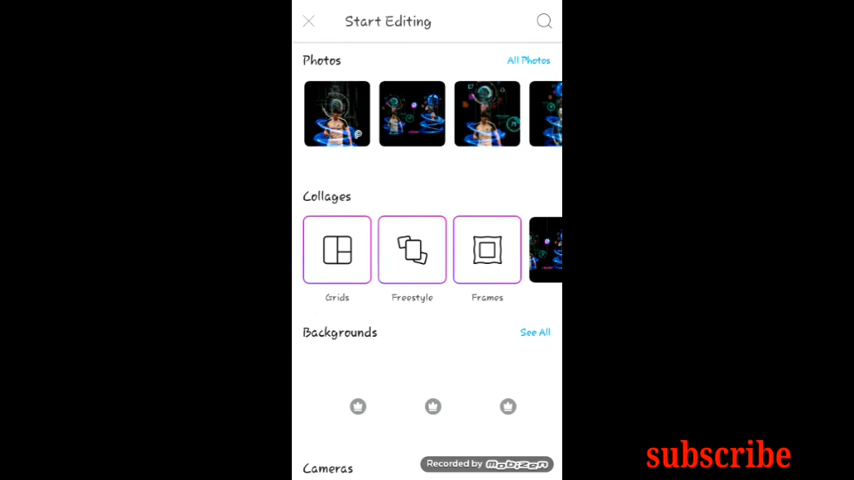 Start Editing
Photos
All Photos
Collages
Grids
Freestyle
Frames
Backgrounds
See All
Cameras
Recorded by mobizen
subscribe